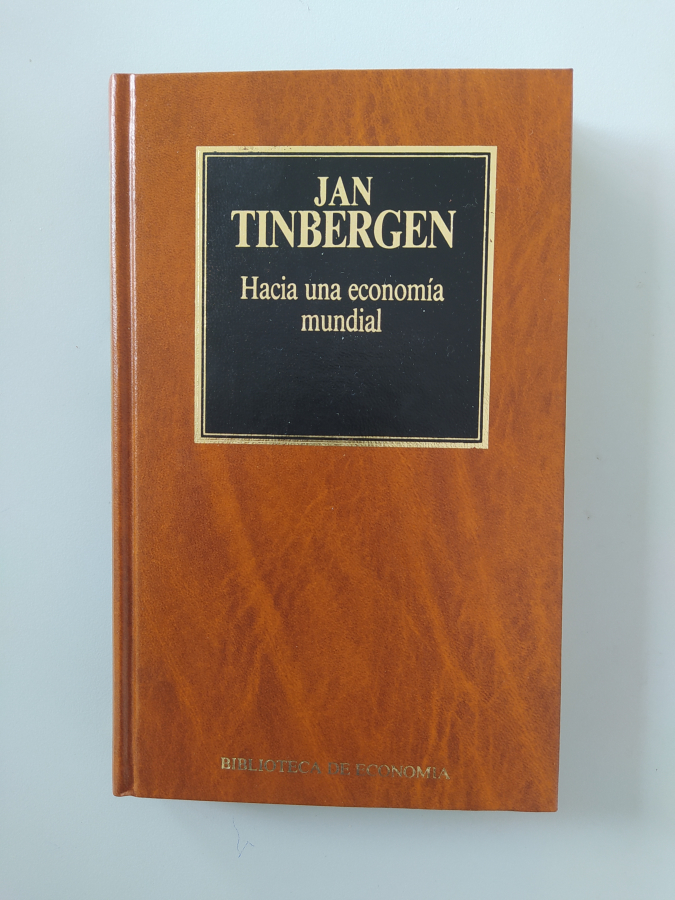 JAN
TINBERGEN
Hacia una economía
mundial
BIBLIOTECA DE ECONOMIA